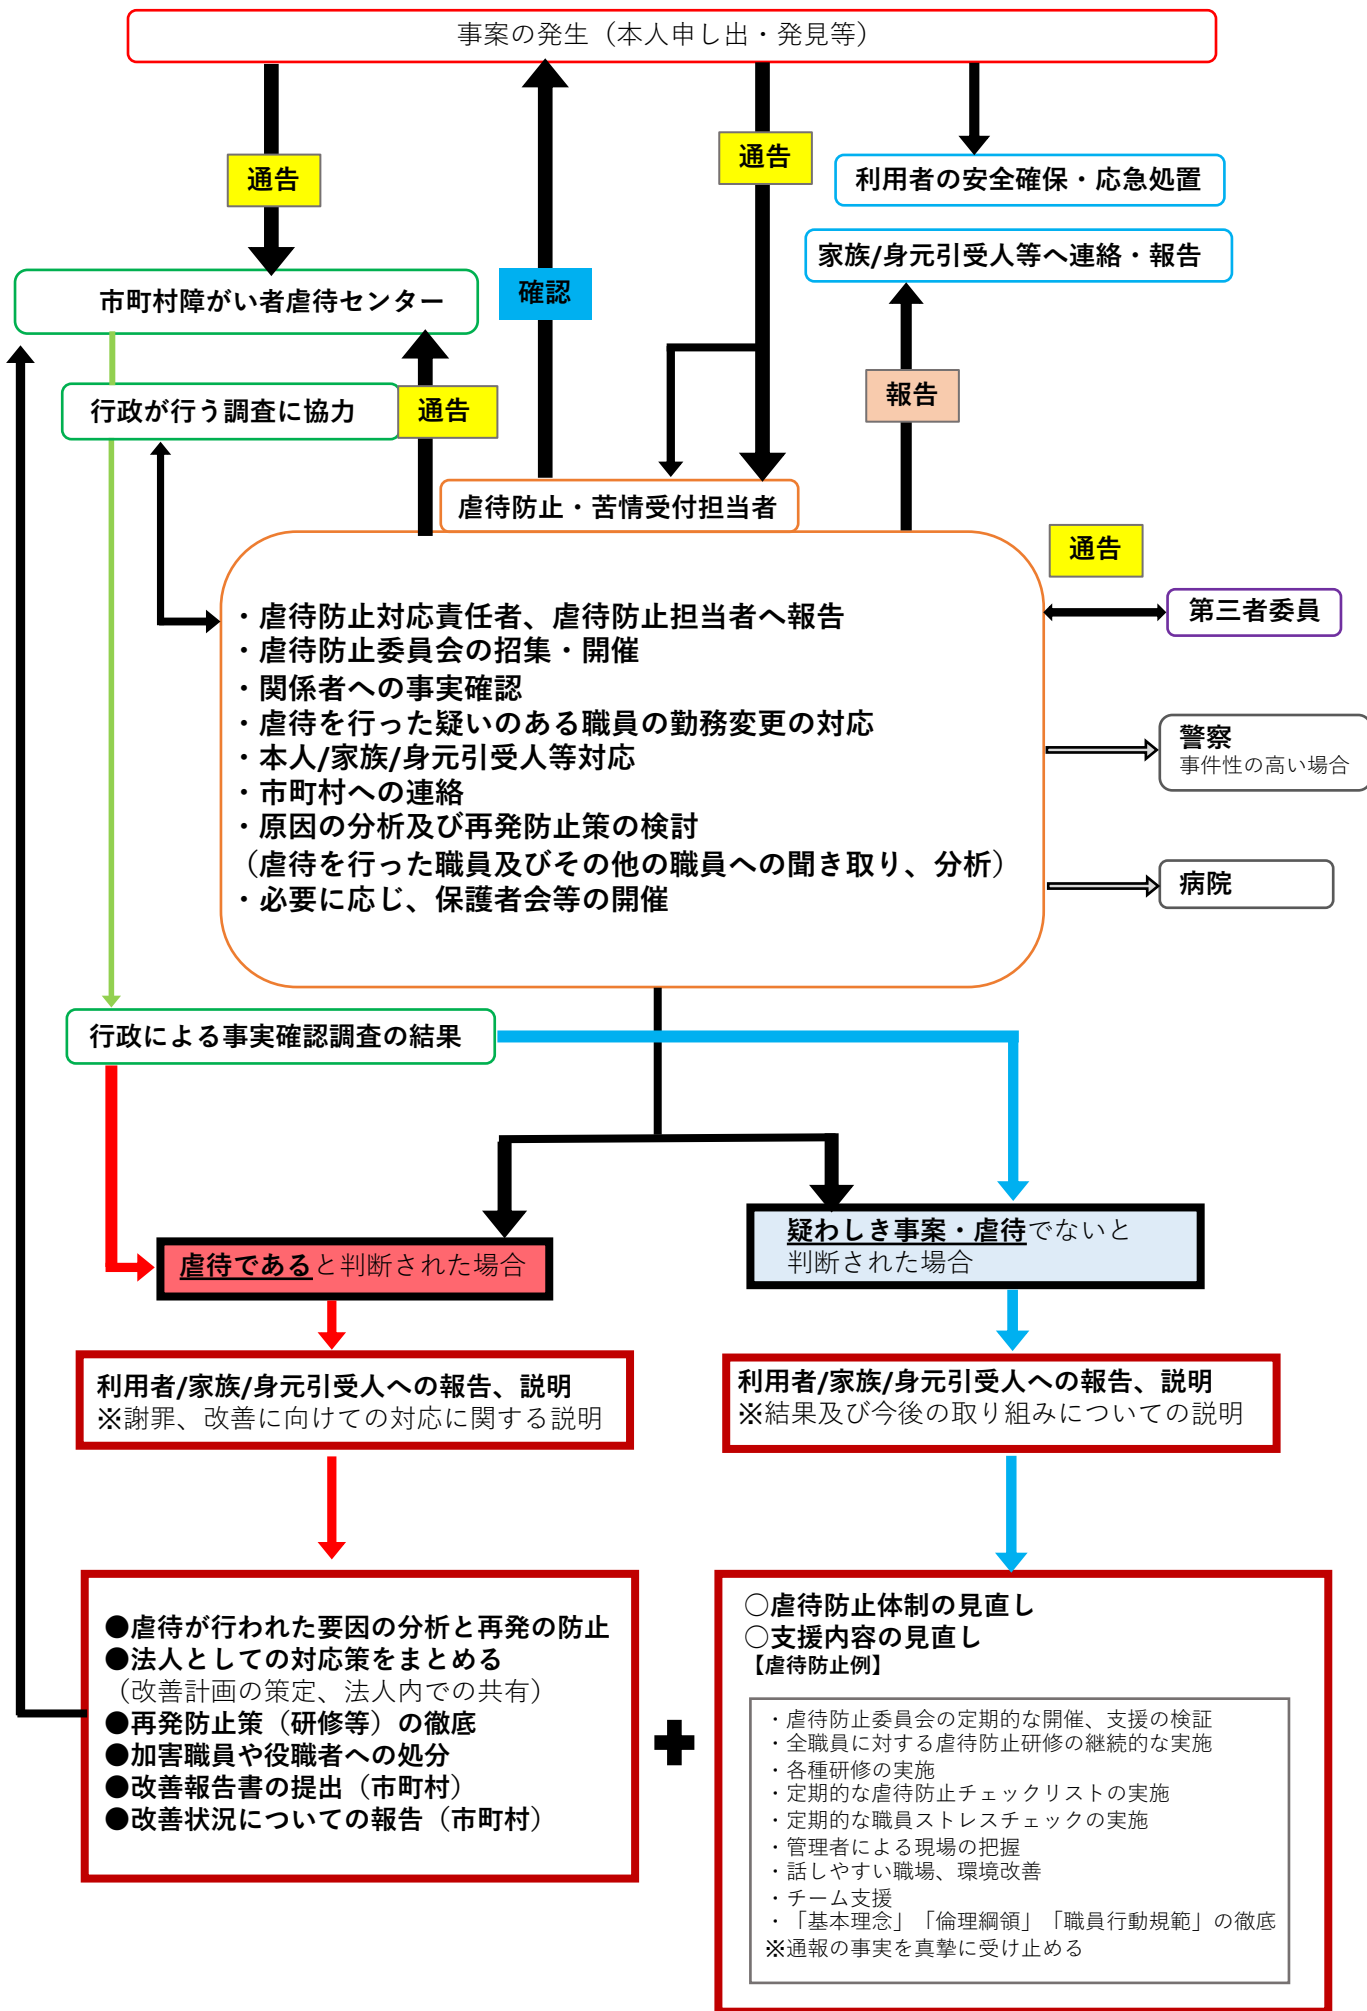 事案の発生（本人申し出・発見等）
通告
通告
利用者の安全確保・応急処置
家族/身元引受人等へ連絡・報告
確認
市町村障がい者虐待センター
行政が行う調査に協力
通告
報告
虐待防止・苦情受付担当者
通告
・虐待防止対応責任者、虐待防止担当者へ報告
・虐待防止委員会の招集・開催
・関係者への事実確認
・虐待を行った疑いのある職員の勤務変更の対応
・本人/家族/身元引受人等対応
・市町村への連絡
・原因の分析及び再発防止策の検討
（虐待を行った職員及びその他の職員への聞き取り、分析）
・必要に応じ、保護者会等の開催
第三者委員
警察
事件性の高い場合
病院
行政による事実確認調査の結果
虐待であると判断された場合
疑わしき事案・虐待でないと
判断された場合
利用者/家族/身元引受人への報告、説明
※謝罪、改善に向けての対応に関する説明
利用者/家族/身元引受人への報告、説明
※結果及び今後の取り組みについての説明
●虐待が行われた要因の分析と再発の防止
●法人としての対応策をまとめる
（改善計画の策定、法人内での共有）
●再発防止策（研修等）の徹底
●加害職員や役職者への処分
●改善報告書の提出（市町村）
●改善状況についての報告（市町村）
○虐待防止体制の見直し
○支援内容の見直し
【虐待防止例】
・虐待防止委員会の定期的な開催、支援の検証
・全職員に対する虐待防止研修の継続的な実施
・各種研修の実施
・定期的な虐待防止チェックリストの実施
・定期的な職員ストレスチェックの実施
・管理者による現場の把握
・話しやすい職場、環境改善
・チーム支援
・「基本理念」「倫理綱領」「職員行動規範」の徹底
※通報の事実を真摯に受け止める